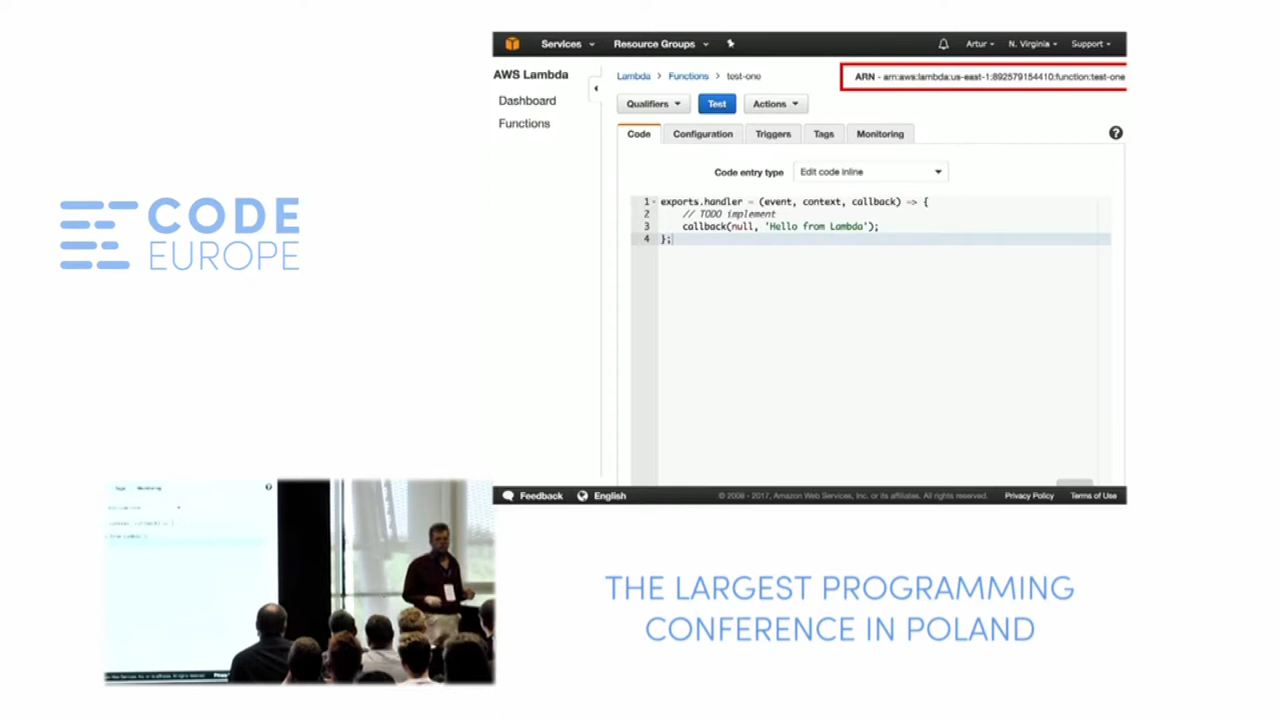 CODE
EUROPE
Services
Resource Groups
Artur
N. Virginia
Support
AWS Lambda
Dashboard
Functions
Lambda > Functions > test-one
ARN - arn:aws:lambda:us-east-1:892579154410:function:test-one
Qualifiers
Test
Actions
Code
Configuration
Triggers
Tags
Monitoring
Code entry type
Edit code inline
1 exports.handler = (event, context, callback) => {
2 // TODO implement
3 callback(null, 'Hello from Lambda');
4 };
Feedback
English
© 2008 - 2017, Amazon Web Services, Inc. or its affiliates. All rights reserved.
Privacy Policy
Terms of Use
Tags
Monitoring
THE LARGEST PROGRAMMING
CONFERENCE IN POLAND